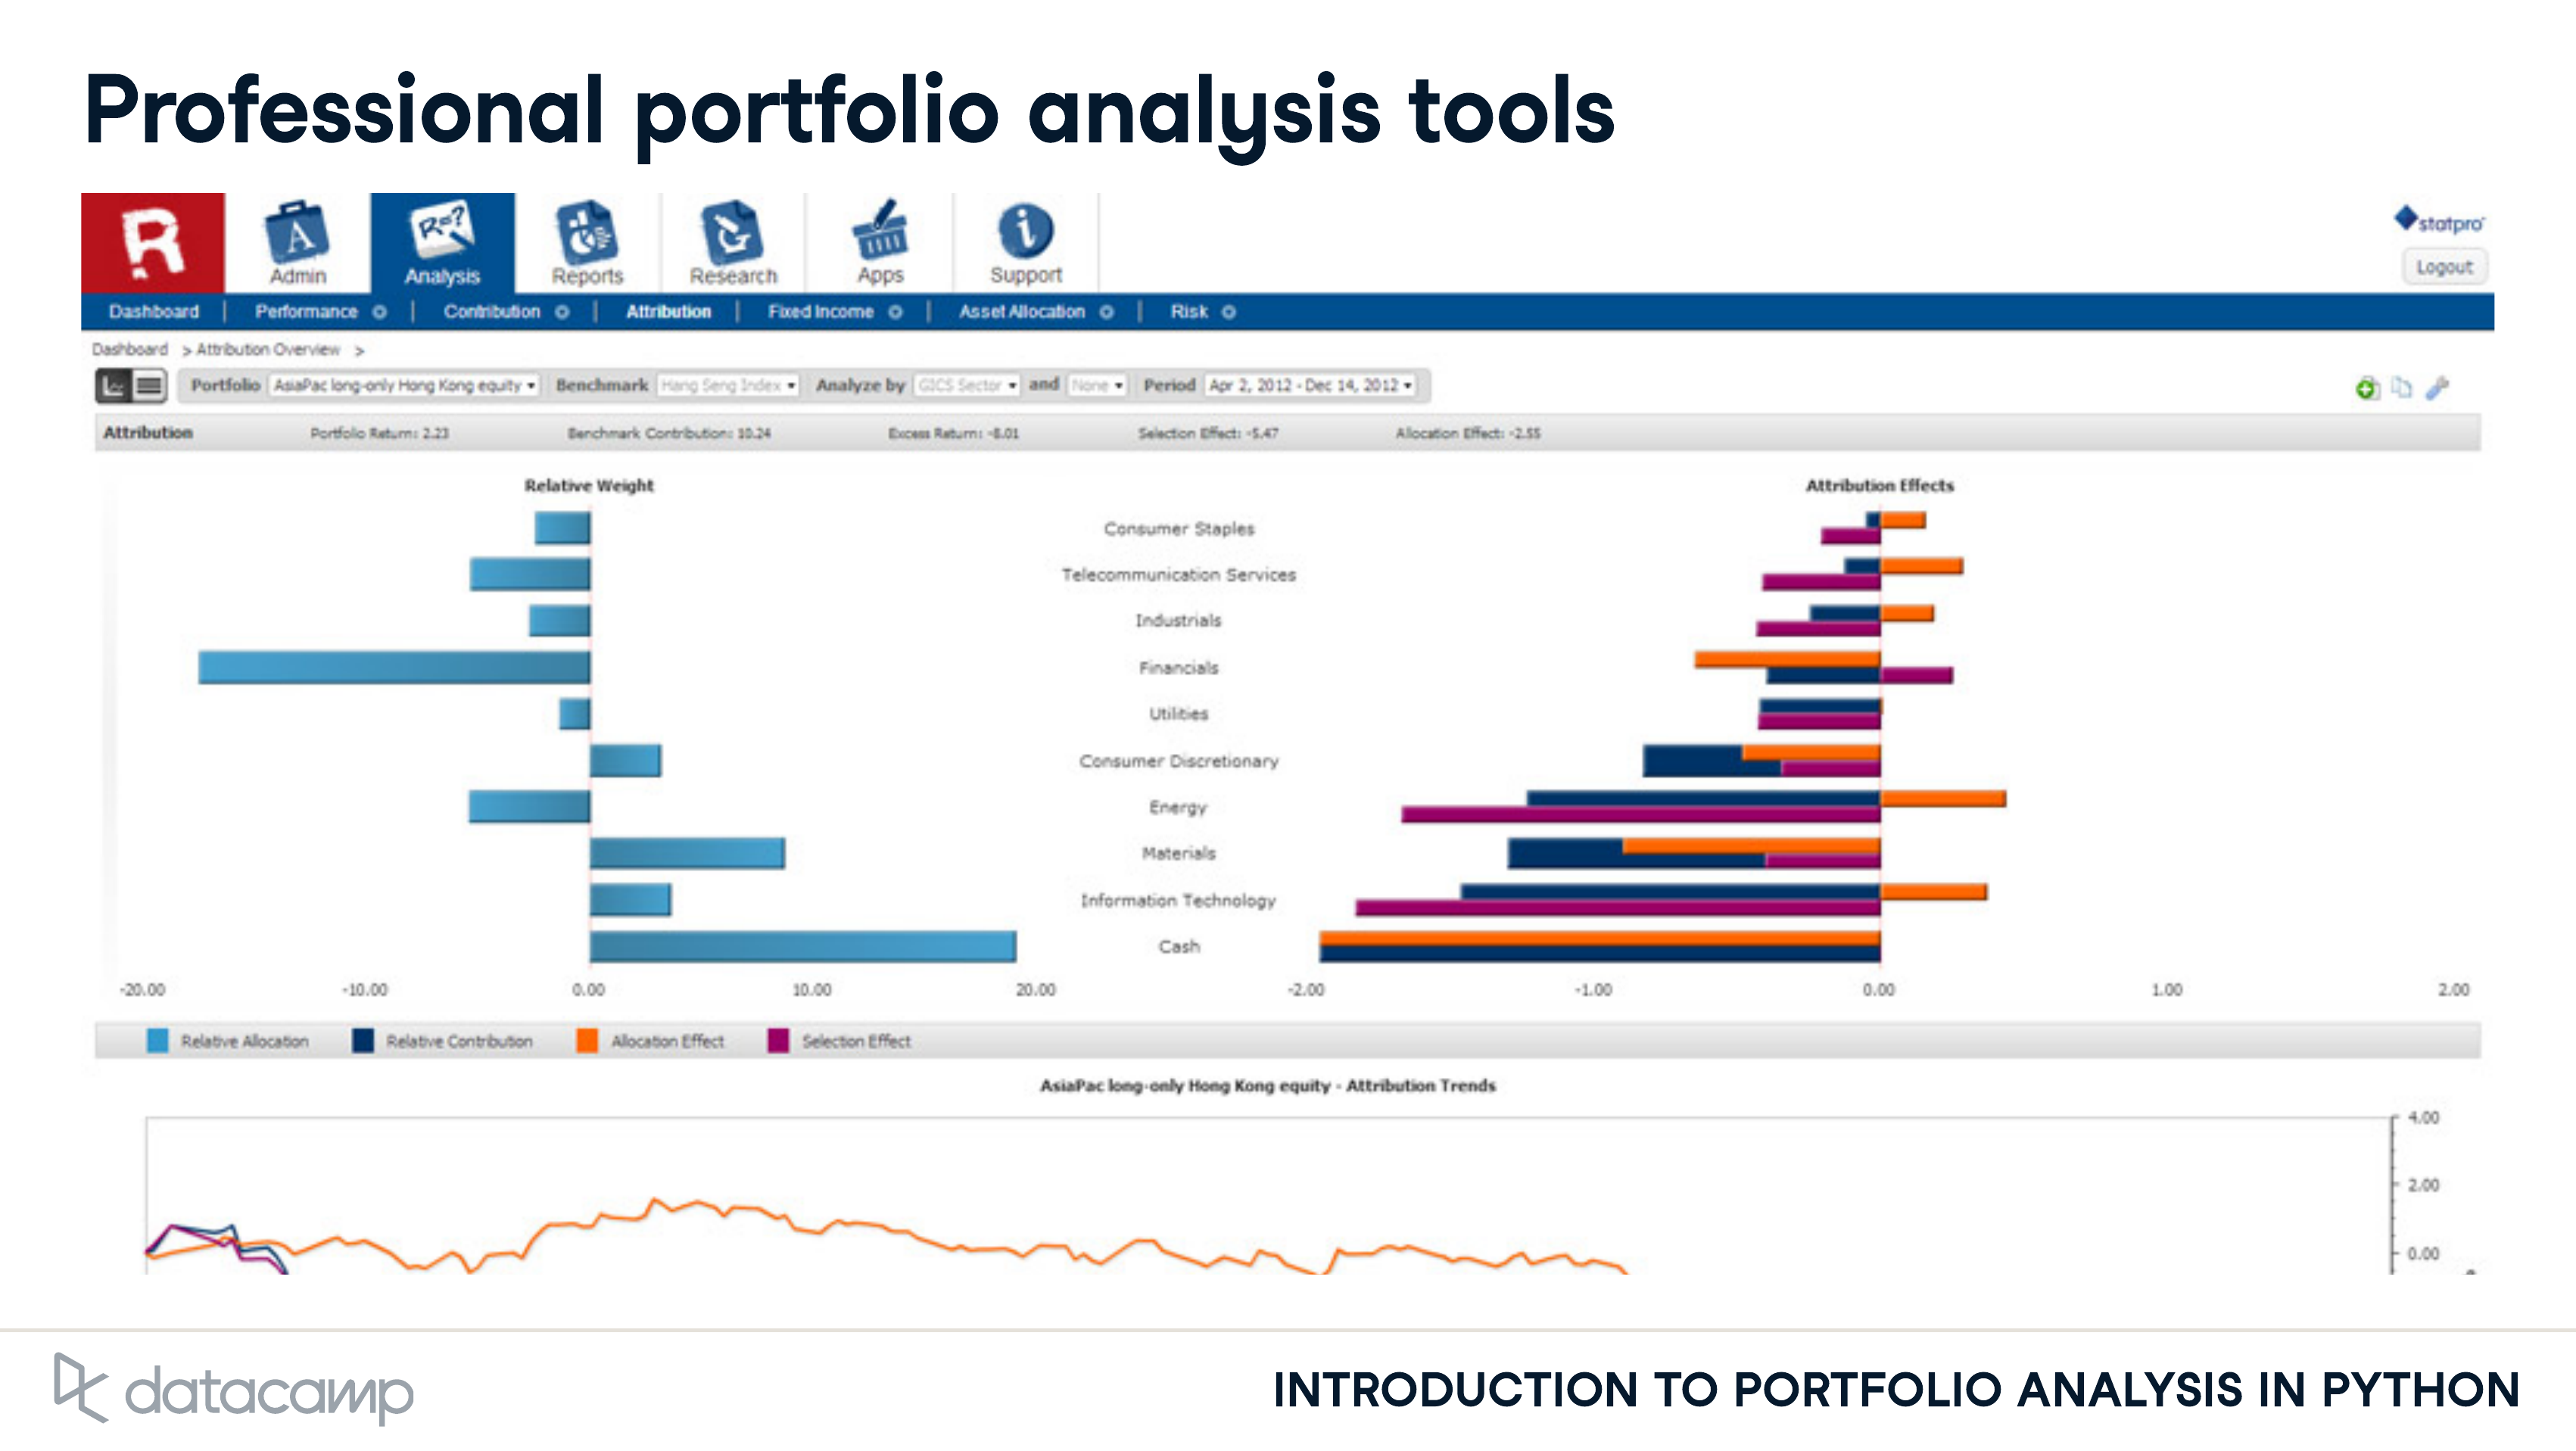 Professional portfolio analysis tools
R
Admin
A
Analysis
R=?
Reports
Research
Apps
Support
i
statpro
Logout
Dashboard | Performance | Contribution | Attribution | Fixed Income | Asset Allocation | Risk
Dashboard > Attribution Overview >
Portfolio AsiaPac long-only Hong Kong equity Benchmark Hang Seng Index Analyze by GICS Sector and None Period Apr 2, 2012 - Dec 14, 2012
Attribution Portfolio Return: 2.23 Benchmark Contribution: 10.24 Excess Return: -8.01 Selection Effect: -5.47 Allocation Effect: -2.55
Relative Weight
Attribution Effects
Consumer Staples
Telecommunication Services
Industrials
Financials
Utilities
Consumer Discretionary
Energy
Materials
Information Technology
Cash
-20.00 -10.00 0.00 10.00 20.00
-2.00 -1.00 0.00 1.00 2.00
Relative Allocation Relative Contribution Allocation Effect Selection Effect
AsiaPac long-only Hong Kong equity - Attribution Trends
4.00
2.00
0.00
datacamp
INTRODUCTION TO PORTFOLIO ANALYSIS IN PYTHON